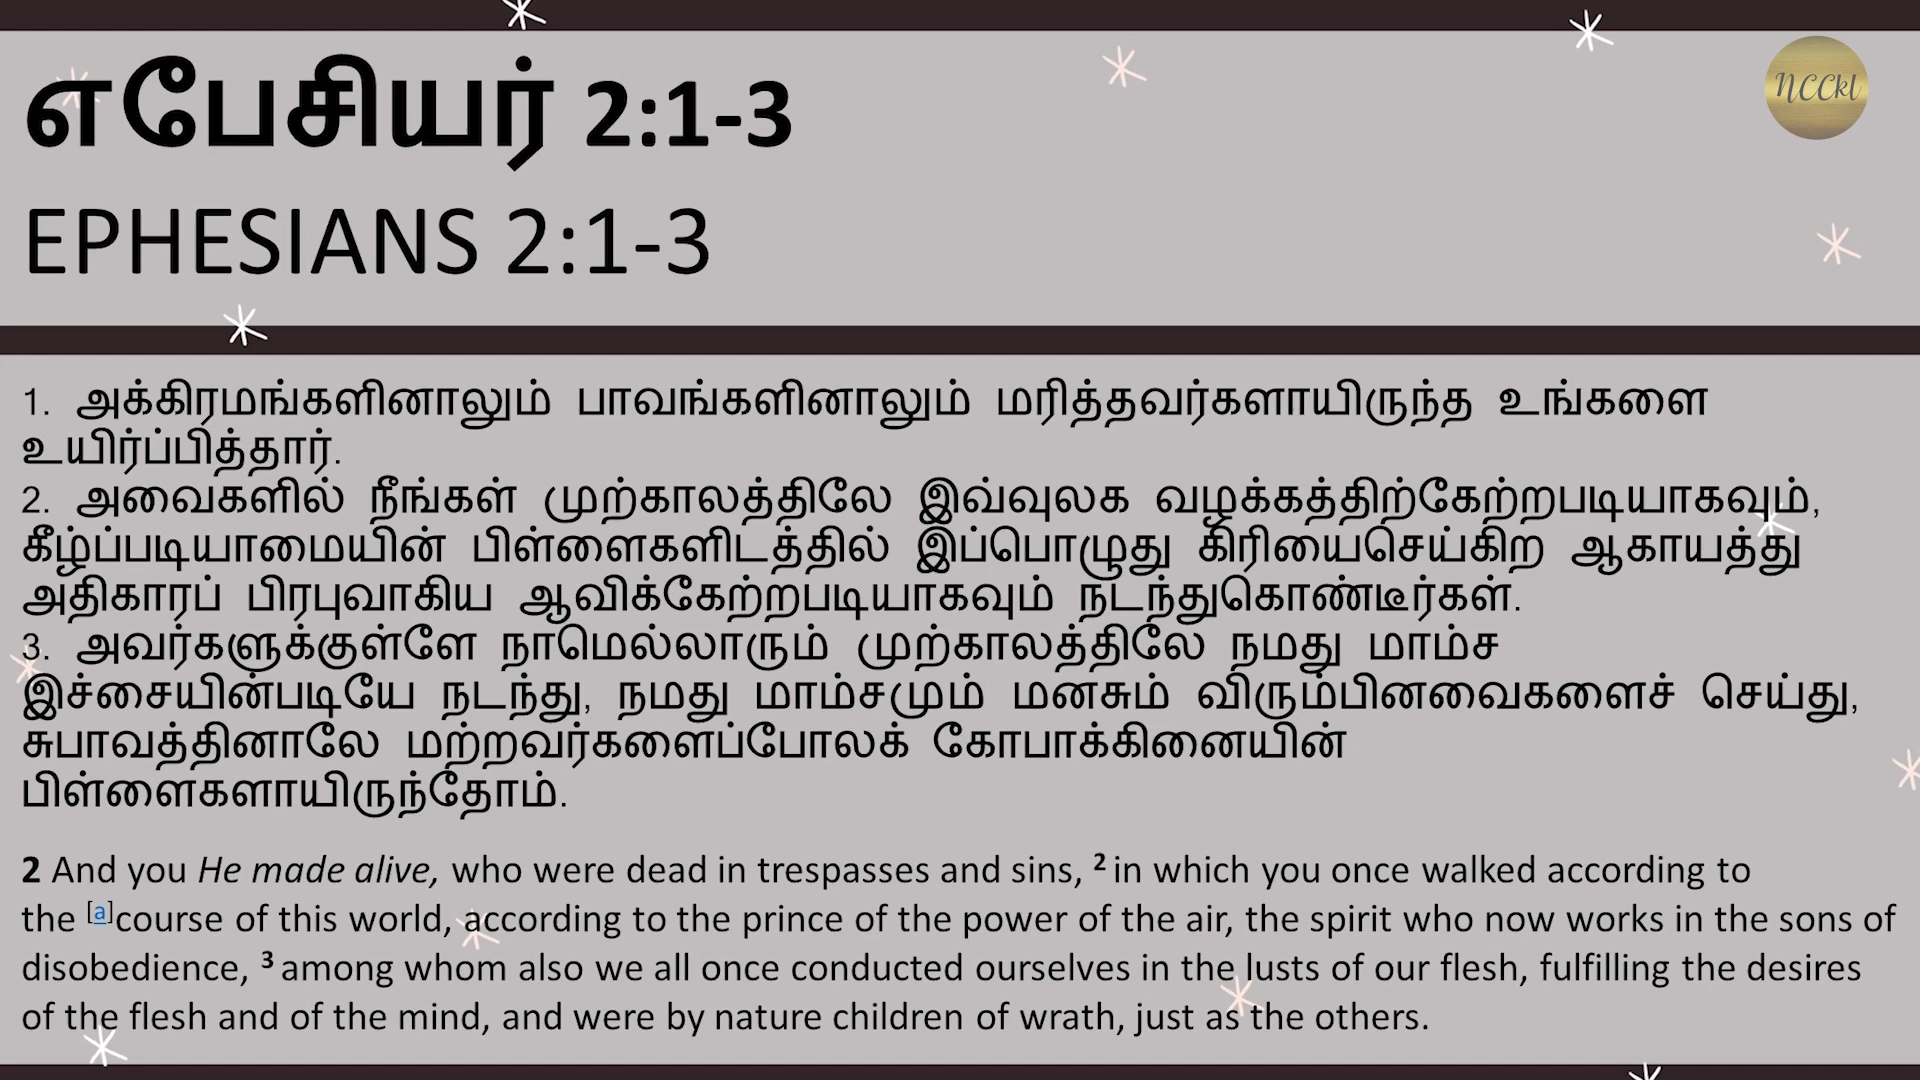 எபேசியர் 2:1-3
NCCkl
EPHESIANS 2:1-3
1. அக்கிரமங்களினாலும் பாவங்களினாலும் மரித்தவர்களாயிருந்த உங்களை
உயிர்ப்பித்தார்.
2. அவைகளில் நீங்கள் முற்காலத்திலே இவ்வுலக வழக்கத்திற்கேற்றபடியாகவும்,
கீழ்ப்படியாமையின் பிள்ளைகளிடத்தில் இப்பொழுது கிரியைசெய்கிற ஆகாயத்து
அதிகாரப் பிரபுவாகிய ஆவிக்கேற்றபடியாகவும் நடந்துகொண்டீர்கள்.
3. அவர்களுக்குள்ளே நாமெல்லாரும் முற்காலத்திலே நமது மாம்ச
இச்சையின்படியே நடந்து, நமது மாம்சமும் மனசும் விரும்பினவைகளைச் செய்து,
சுபாவத்தினாலே மற்றவர்களைப்போலக் கோபாக்கினையின்
பிள்ளைகளாயிருந்தோம்.
2 And you He made alive, who were dead in trespasses and sins, 2 in which you once walked according to
the [a]course of this world, according to the prince of the power of the air, the spirit who now works in the sons of
disobedience, 3 among whom also we all once conducted ourselves in the lusts of our flesh, fulfilling the desires
of the flesh and of the mind, and were by nature children of wrath, just as the others.